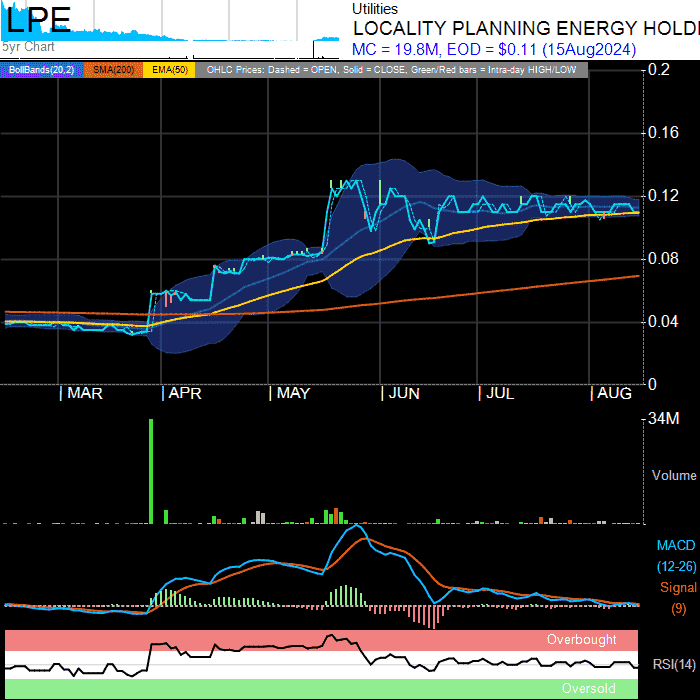 LPE
5yr Chart
Utilities
LOCALITY PLANNING ENERGY HOLDI
MC = 19.8M, EOD = $0.11 (15Aug2024)
BollBands(20,2) SMA(200) EMA(50) OHLC Prices: Dashed = OPEN, Solid = CLOSE, Green/Red bars = Intra-day HIGH/LOW
0.2
0.16
0.12
0.08
0.04
0
MAR APR MAY JUN JUL AUG
34M
Volume
MACD
(12-26)
Signal
(9)
Overbought
RSI(14)
Oversold